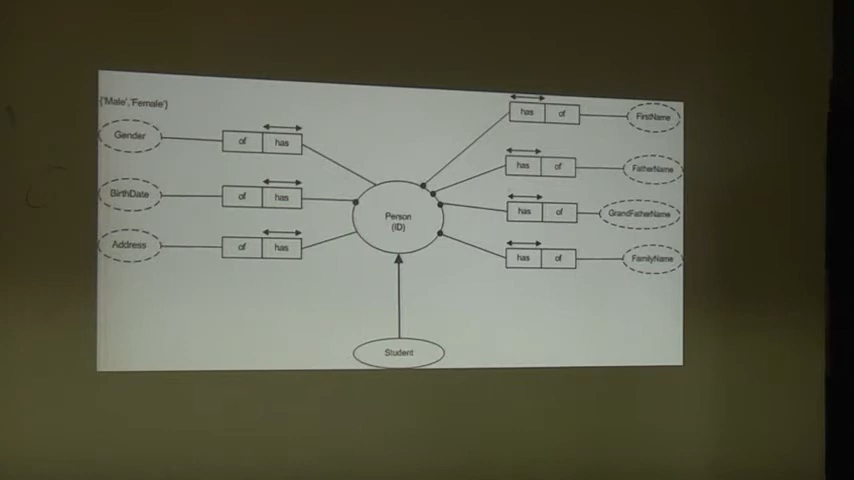 {'Male','Female'}
Gender
of
has
BirthDate
of
has
Address
of
has
Person
(ID)
Student
has
of
FirstName
has
of
FatherName
has
of
GrandFatherName
has
of
FamilyName